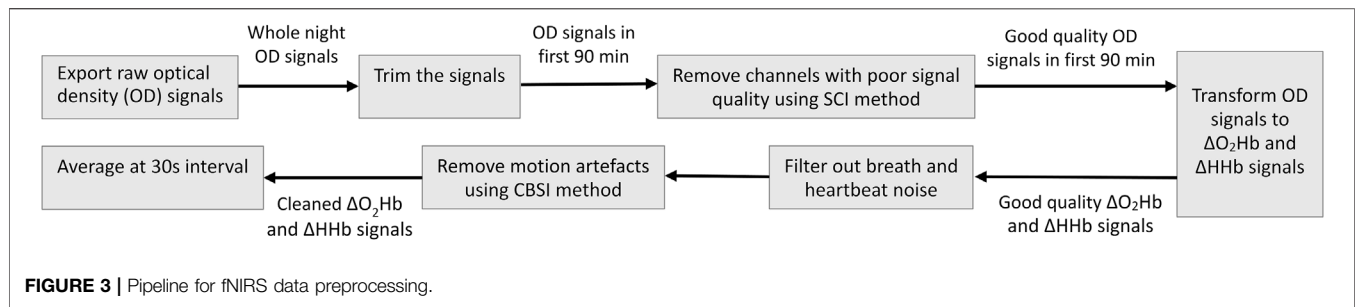 Whole night
OD signals
OD signals in
first 90 min
Good quality OD
signals in first 90 min
Export raw optical
density (OD) signals
Trim the signals
Remove channels with poor signal
quality using SCI method
Transform OD
signals to
ΔO₂Hb and
ΔHHb signals
Average at 30s interval
Remove motion artefacts
using CBSI method
Filter out breath and
heartbeat noise
Cleaned ΔO₂Hb
and ΔHHb signals
Good quality ΔO₂Hb
and ΔHHb signals
FIGURE 3 | Pipeline for fNIRS data preprocessing.